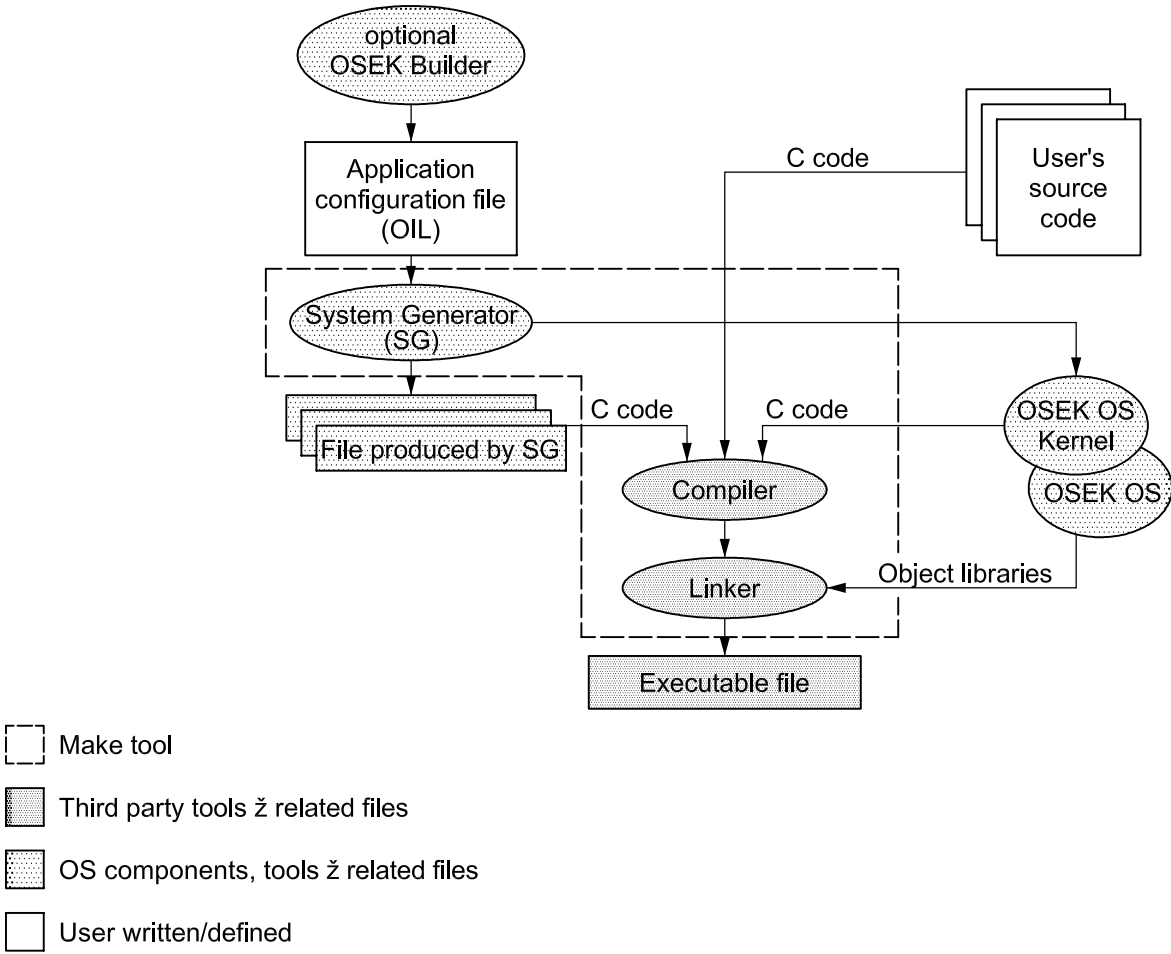 optional
OSEK Builder
Application
configuration file
(OIL)
C code
User's
source
code
System Generator
(SG)
C code
C code
OSEK OS
Kernel
File produced by SG
Compiler
OSEK OS
Linker
Object libraries
Executable file
Make tool
Third party tools ž related files
OS components, tools ž related files
User written/defined